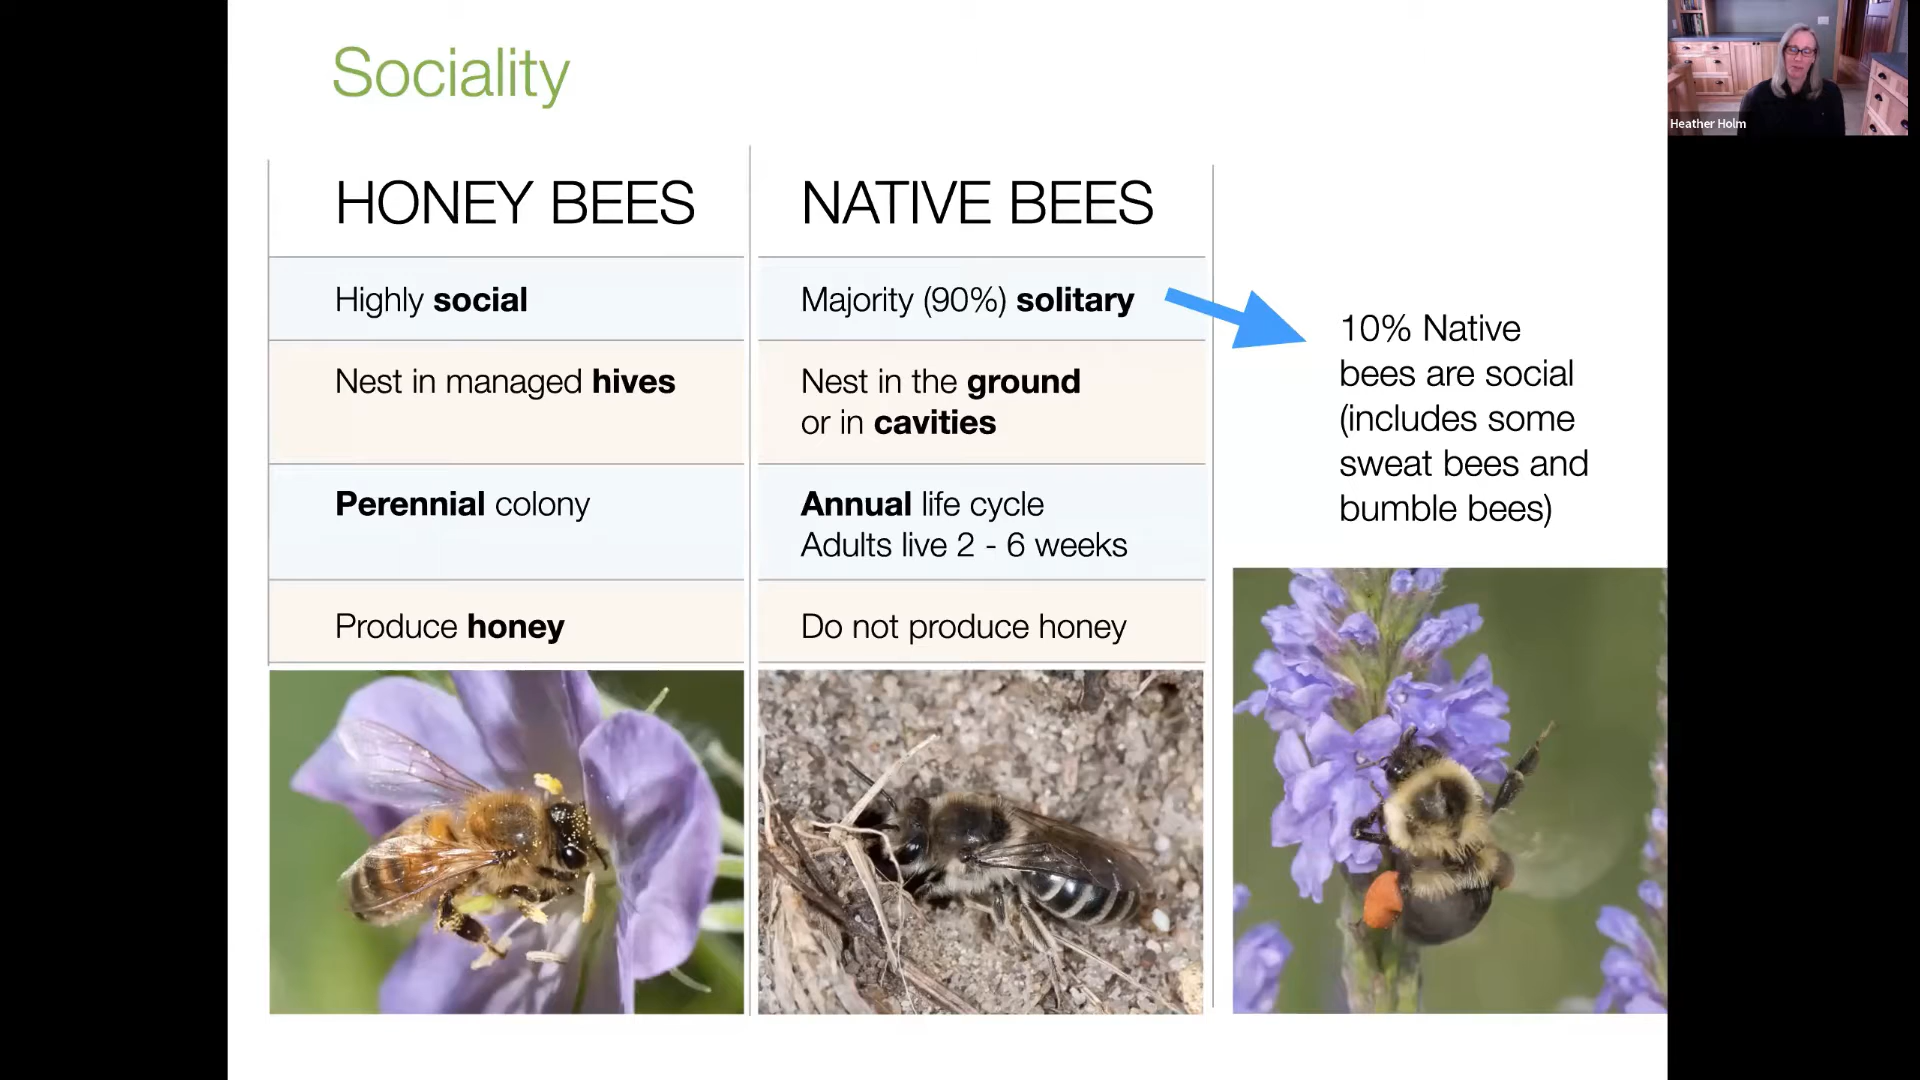 Sociality
HONEY BEES
Highly social
Nest in managed hives
Perennial colony
Produce honey
NATIVE BEES
Majority (90%) solitary
Nest in the ground
or in cavities
Annual life cycle
Adults live 2 - 6 weeks
Do not produce honey
10% Native
bees are social
(includes some
sweat bees and
bumble bees)
Heather Holm